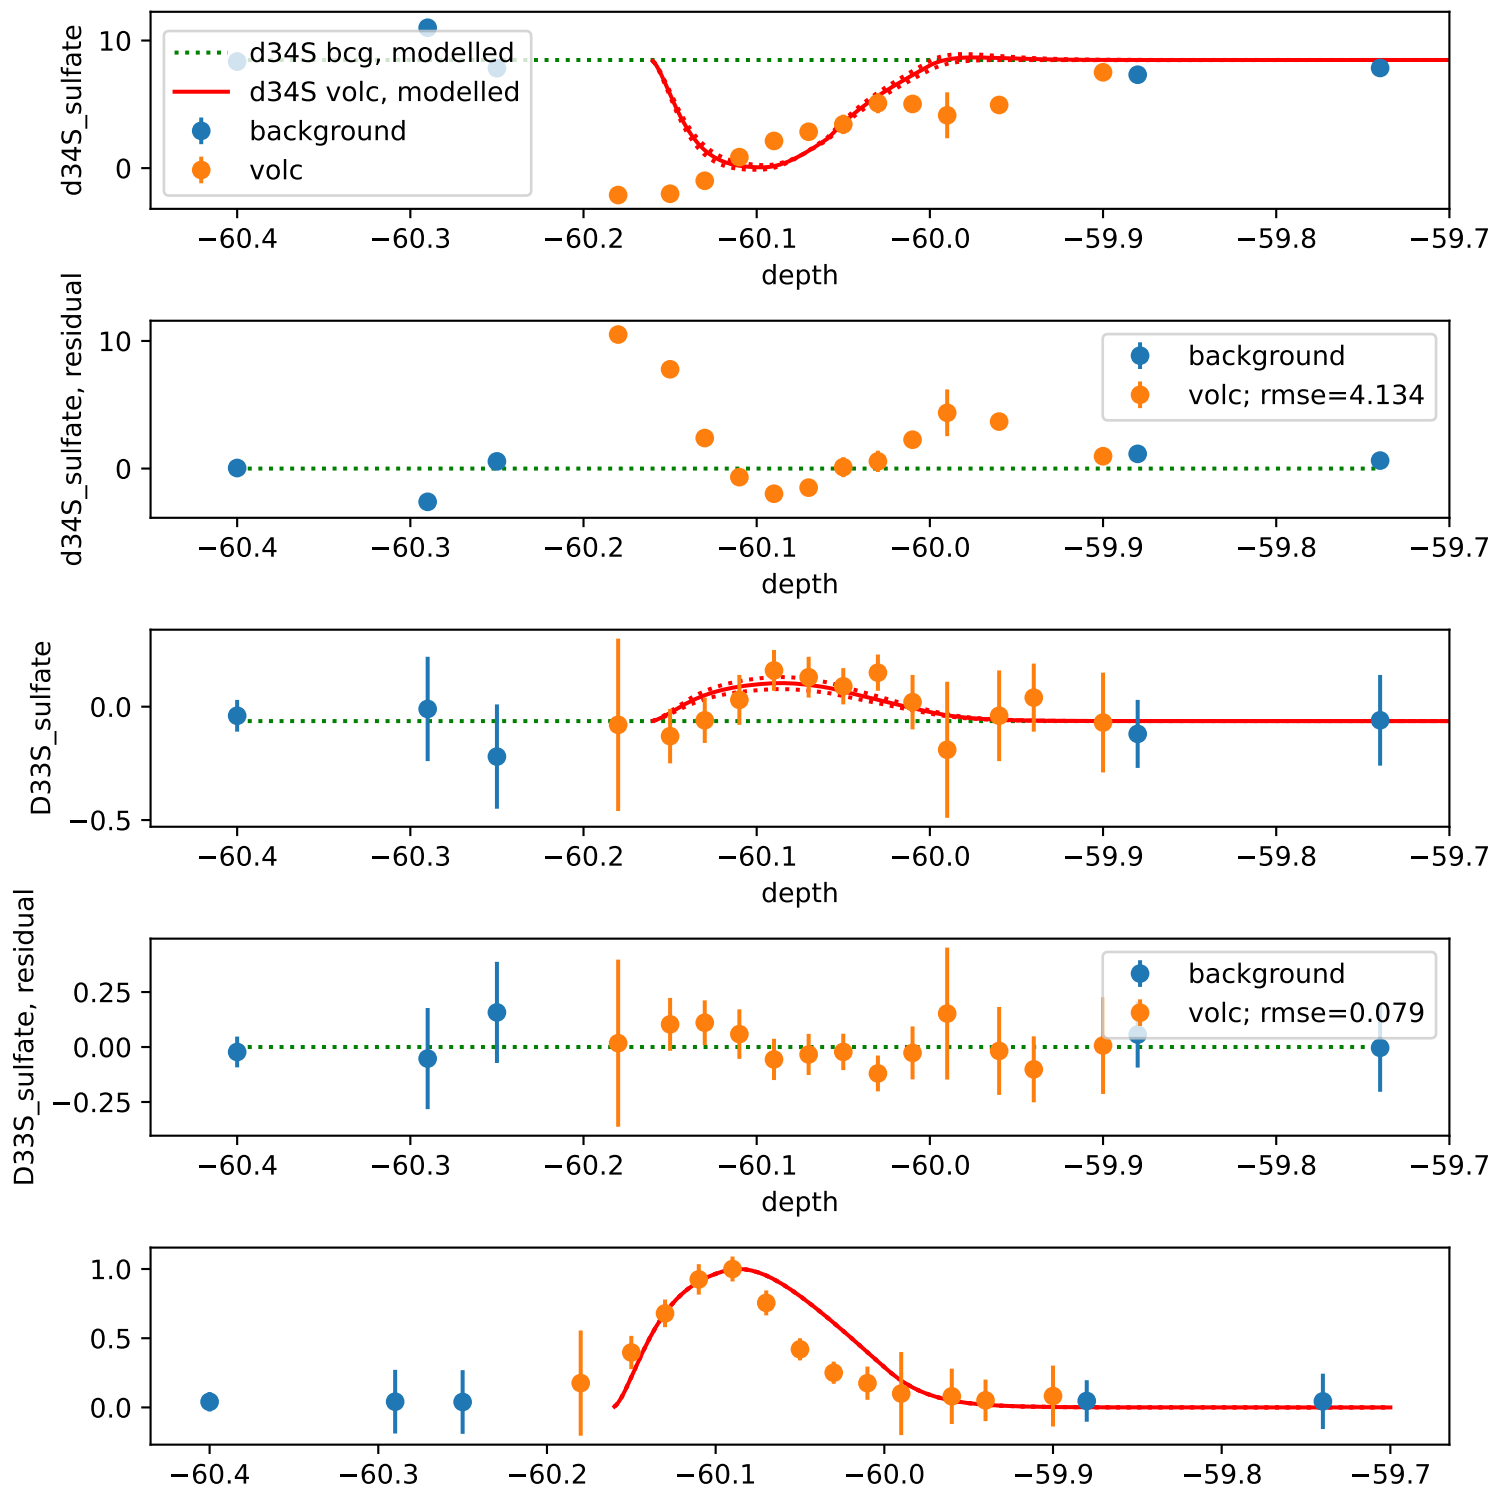 d34S_sulfate
10
0
d34S bcg, modelled
d34S volc, modelled
background
volc
−60.4 −60.3 −60.2 −60.1 −60.0 −59.9 −59.8 −59.7
depth
d34S_sulfate, residual
10
0
background
volc; rmse=4.134
−60.4 −60.3 −60.2 −60.1 −60.0 −59.9 −59.8 −59.7
depth
D33S_sulfate
0.0
−0.5
−60.4 −60.3 −60.2 −60.1 −60.0 −59.9 −59.8 −59.7
depth
D33S_sulfate, residual
0.25
0.00
−0.25
background
volc; rmse=0.079
−60.4 −60.3 −60.2 −60.1 −60.0 −59.9 −59.8 −59.7
depth
1.0
0.5
0.0
−60.4 −60.3 −60.2 −60.1 −60.0 −59.9 −59.8 −59.7